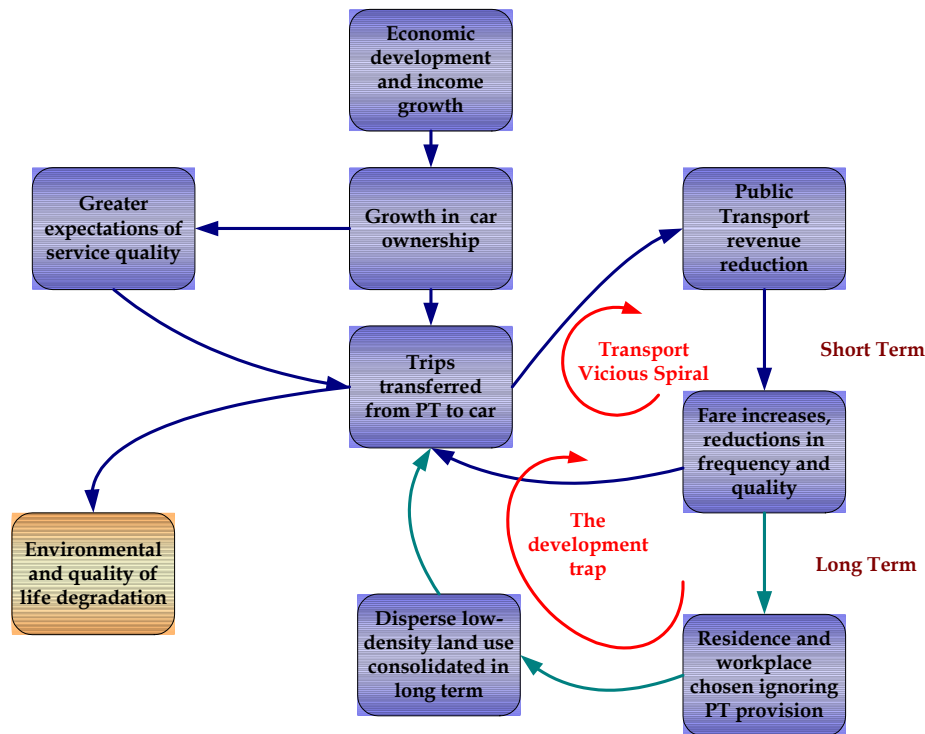 Economic
development
and income
growth
Greater
expectations of
service quality
Growth in car
ownership
Public
Transport
revenue
reduction
Trips
transferred
from PT to car
Transport
Vicious Spiral
Short Term
Fare increases,
reductions in
frequency and
quality
The
development
trap
Long Term
Environmental
and quality of
life degradation
Disperse low-
density land use
consolidated in
long term
Residence and
workplace
chosen ignoring
PT provision